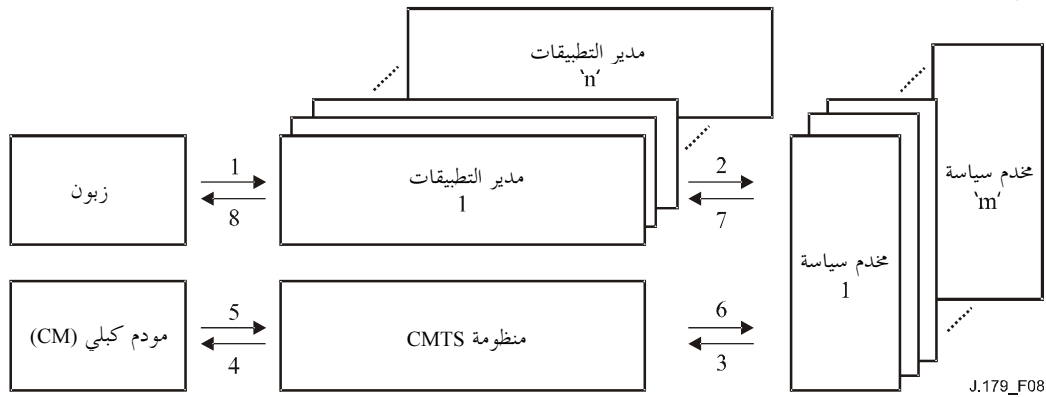 مدير التطبيقات
‘n’
مخدم سياسة
‘m’
زبون
1
8
مدير التطبيقات
1
2
7
مخدم سياسة
1
مودم كبلي (CM)
5
4
منظومة CMTS
6
3
J.179_F08